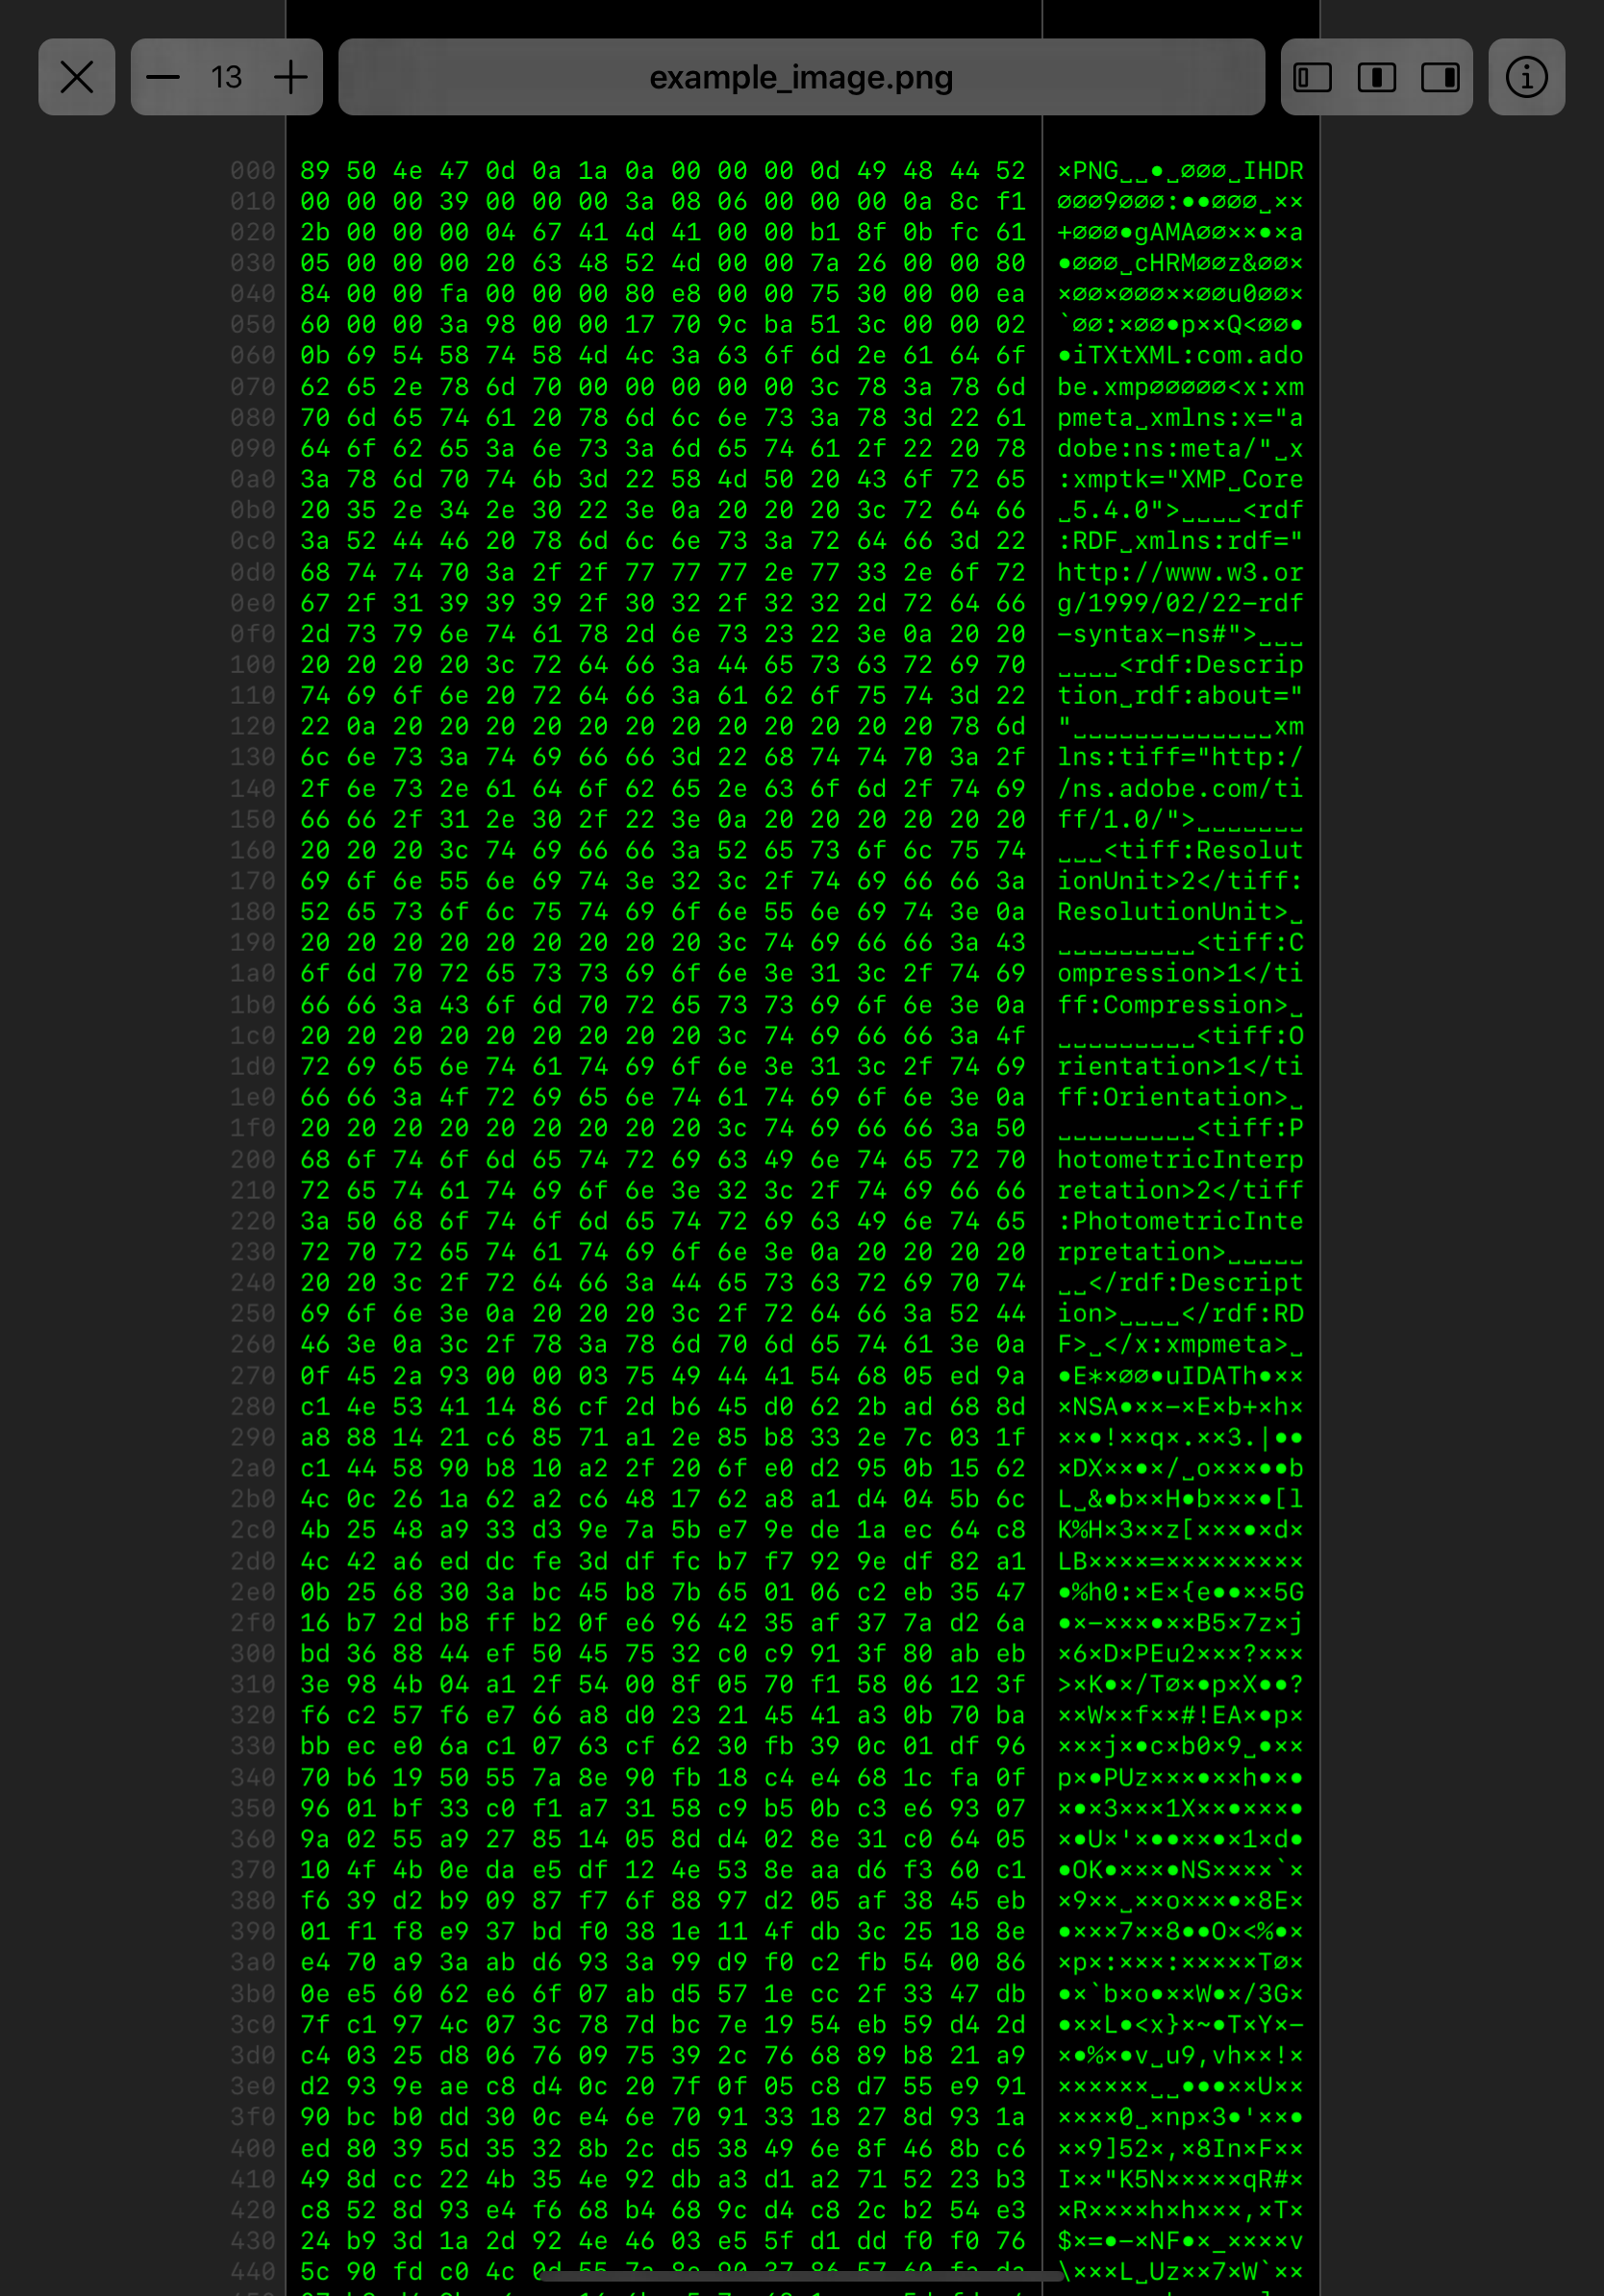 13
example_image.png
000 89 50 4e 47 0d 0a 1a 0a 00 00 00 0d 49 48 44 52 ×PNG␣␣●␣∅∅∅␣IHDR
010 00 00 00 39 00 00 00 3a 08 06 00 00 00 0a 8c f1 ∅∅∅9∅∅∅:●●∅∅∅␣××
020 2b 00 00 00 04 67 41 4d 41 00 00 b1 8f 0b fc 61 +∅∅∅●gAMA∅∅××●×a
030 05 00 00 00 20 63 48 52 4d 00 00 7a 26 00 00 80 ●∅∅∅␣cHRM∅∅z&∅∅×
040 84 00 00 fa 00 00 00 80 e8 00 00 75 30 00 00 ea ×∅∅×∅∅∅××∅∅u0∅∅×
050 60 00 00 3a 98 00 00 17 70 9c ba 51 3c 00 00 02 `∅∅:×∅∅●p××Q<∅∅●
060 0b 69 54 58 74 58 4d 4c 3a 63 6f 6d 2e 61 64 6f ●iTXtXML:com.ado
070 62 65 2e 78 6d 70 00 00 00 00 00 3c 78 3a 78 6d be.xmp∅∅∅∅∅<x:xm
080 70 6d 65 74 61 20 78 6d 6c 6e 73 3a 78 3d 22 61 pmeta␣xmlns:x="a
090 64 6f 62 65 3a 6e 73 3a 6d 65 74 61 2f 22 20 78 dobe:ns:meta/"␣x
0a0 3a 78 6d 70 74 6b 3d 22 58 4d 50 20 43 6f 72 65 :xmptk="XMP␣Core
0b0 20 35 2e 34 2e 30 22 3e 0a 20 20 20 3c 72 64 66 ␣5.4.0">␣␣␣␣<rdf
0c0 3a 52 44 46 20 78 6d 6c 6e 73 3a 72 64 66 3d 22 :RDF␣xmlns:rdf="
0d0 68 74 74 70 3a 2f 2f 77 77 77 2e 77 33 2e 6f 72 http://www.w3.or
0e0 67 2f 31 39 39 39 2f 30 32 2f 32 32 2d 72 64 66 g/1999/02/22-rdf
0f0 2d 73 79 6e 74 61 78 2d 6e 73 23 22 3e 0a 20 20 -syntax-ns#">␣␣␣
100 20 20 20 20 3c 72 64 66 3a 44 65 73 63 72 69 70 ␣␣␣␣<rdf:Descrip
110 74 69 6f 6e 20 72 64 66 3a 61 62 6f 75 74 3d 22 tion␣rdf:about="
120 22 0a 20 20 20 20 20 20 20 20 20 20 20 20 78 6d "␣␣␣␣␣␣␣␣␣␣␣␣␣xm
130 6c 6e 73 3a 74 69 66 66 3d 22 68 74 74 70 3a 2f lns:tiff="http:/
140 2f 6e 73 2e 61 64 6f 62 65 2e 63 6f 6d 2f 74 69 /ns.adobe.com/ti
150 66 66 2f 31 2e 30 2f 22 3e 0a 20 20 20 20 20 20 ff/1.0/">␣␣␣␣␣␣␣
160 20 20 20 3c 74 69 66 66 3a 52 65 73 6f 6c 75 74 ␣␣␣<tiff:Resolut
170 69 6f 6e 55 6e 69 74 3e 32 3c 2f 74 69 66 66 3a ionUnit>2</tiff:
180 52 65 73 6f 6c 75 74 69 6f 6e 55 6e 69 74 3e 0a ResolutionUnit>␣
190 20 20 20 20 20 20 20 20 20 3c 74 69 66 66 3a 43 ␣␣␣␣␣␣␣␣␣<tiff:C
1a0 6f 6d 70 72 65 73 73 69 6f 6e 3e 31 3c 2f 74 69 ompression>1</ti
1b0 66 66 3a 43 6f 6d 70 72 65 73 73 69 6f 6e 3e 0a ff:Compression>␣
1c0 20 20 20 20 20 20 20 20 20 3c 74 69 66 66 3a 4f ␣␣␣␣␣␣␣␣␣<tiff:O
1d0 72 69 65 6e 74 61 74 69 6f 6e 3e 31 3c 2f 74 69 rientation>1</ti
1e0 66 66 3a 4f 72 69 65 6e 74 61 74 69 6f 6e 3e 0a ff:Orientation>␣
1f0 20 20 20 20 20 20 20 20 20 3c 74 69 66 66 3a 50 ␣␣␣␣␣␣␣␣␣<tiff:P
200 68 6f 74 6f 6d 65 74 72 69 63 49 6e 74 65 72 70 hotometricInterp
210 72 65 74 61 74 69 6f 6e 3e 32 3c 2f 74 69 66 66 retation>2</tiff
220 3a 50 68 6f 74 6f 6d 65 74 72 69 63 49 6e 74 65 :PhotometricInte
230 72 70 72 65 74 61 74 69 6f 6e 3e 0a 20 20 20 20 rpretation>␣␣␣␣␣
240 20 20 3c 2f 72 64 66 3a 44 65 73 63 72 69 70 74 ␣␣</rdf:Descript
250 69 6f 6e 3e 0a 20 20 20 3c 2f 72 64 66 3a 52 44 ion>␣␣␣␣</rdf:RD
260 46 3e 0a 3c 2f 78 3a 78 6d 70 6d 65 74 61 3e 0a F>␣</x:xmpmeta>␣
270 0f 45 2a 93 00 00 03 75 49 44 41 54 68 05 ed 9a ●E*×∅∅●uIDATh●××
280 c1 4e 53 41 14 86 cf 2d b6 45 d0 62 2b ad 68 8d ×NSA●××-×E×b+×h×
290 a8 88 14 21 c6 85 71 a1 2e 85 b8 33 2e 7c 03 1f ××●!××q×.××3.|●●
2a0 c1 44 58 90 b8 10 a2 2f 20 6f e0 d2 95 0b 15 62 ×DX××●×/␣o×××●●b
2b0 4c 0c 26 1a 62 a2 c6 48 17 62 a8 a1 d4 04 5b 6c L␣&●b××H●b×××●[l
2c0 4b 25 48 a9 33 d3 9e 7a 5b e7 9e de 1a ec 64 c8 K%H×3××z[×××●×d×
2d0 4c 42 a6 ed dc fe 3d df fc b7 f7 92 9e df 82 a1 LB××××=×××××××××
2e0 0b 25 68 30 3a bc 45 b8 7b 65 01 06 c2 eb 35 47 ●%h0:×E×{e●●××5G
2f0 16 b7 2d b8 ff b2 0f e6 96 42 35 af 37 7a d2 6a ●×-×××●××B5×7z×j
300 bd 36 88 44 ef 50 45 75 32 c0 c9 91 3f 80 ab eb ×6×D×PEu2×××?×××
310 3e 98 4b 04 a1 2f 54 00 8f 05 70 f1 58 06 12 3f >×K●×/T∅×●p×X●●?
320 f6 c2 57 f6 e7 66 a8 d0 23 21 45 41 a3 0b 70 ba ××W××f××#!EA×●p×
330 bb ec e0 6a c1 07 63 cf 62 30 fb 39 0c 01 df 96 ×××j×●c×b0×9␣●××
340 70 b6 19 50 55 7a 8e 90 fb 18 c4 e4 68 1c fa 0f p×●PUz×××●××h●×●
350 96 01 bf 33 c0 f1 a7 31 58 c9 b5 0b c3 e6 93 07 ×●×3×××1X××●×××●
360 9a 02 55 a9 27 85 14 05 8d d4 02 8e 31 c0 64 05 ×●U×'×●●××●×1×d●
370 10 4f 4b 0e da e5 df 12 4e 53 8e aa d6 f3 60 c1 ●OK●×××●NS××××`×
380 f6 39 d2 b9 09 87 f7 6f 88 97 d2 05 af 38 45 eb ×9××␣××o×××●×8E×
390 01 f1 f8 e9 37 bd f0 38 1e 11 4f db 3c 25 18 8e ●×××7××8●●O×<%●×
3a0 e4 70 a9 3a ab d6 93 3a 99 d9 f0 c2 fb 54 00 86 ×p×:×××:×××××T∅×
3b0 0e e5 60 62 e6 6f 07 ab d5 57 1e cc 2f 33 47 db ●×`b×o●××W●×/3G×
3c0 7f c1 97 4c 07 3c 78 7d bc 7e 19 54 eb 59 d4 2d ●××L●<x}×~●T×Y×-
3d0 c4 03 25 d8 06 76 09 75 39 2c 76 68 89 b8 21 a9 ×●%×●v␣u9,vh××!×
3e0 d2 93 9e ae c8 d4 0c 20 7f 0f 05 c8 d7 55 e9 91 ××××××␣␣●●●××U××
3f0 90 bc b0 dd 30 0c e4 6e 70 91 33 18 27 8d 93 1a ××××0␣×np×3●'××●
400 ed 80 39 5d 35 32 8b 2c d5 38 49 6e 8f 46 8b c6 ××9]52×,×8In×F××
410 49 8d cc 22 4b 35 4e 92 db a3 d1 a2 71 52 23 b3 I××"K5N×××××qR#×
420 c8 52 8d 93 e4 f6 68 b4 68 9c d4 c8 2c b2 54 e3 ×R××××h×h×××,×T×
430 24 b9 3d 1a 2d 92 4e 46 03 e5 5f d1 dd f0 f0 76 $×=●-×NF●×_××××v
440 5c 90 fd c0 4c 0d 55 7a 8e 90 37 86 57 60 fa da \×××L␣Uz××7×W`××